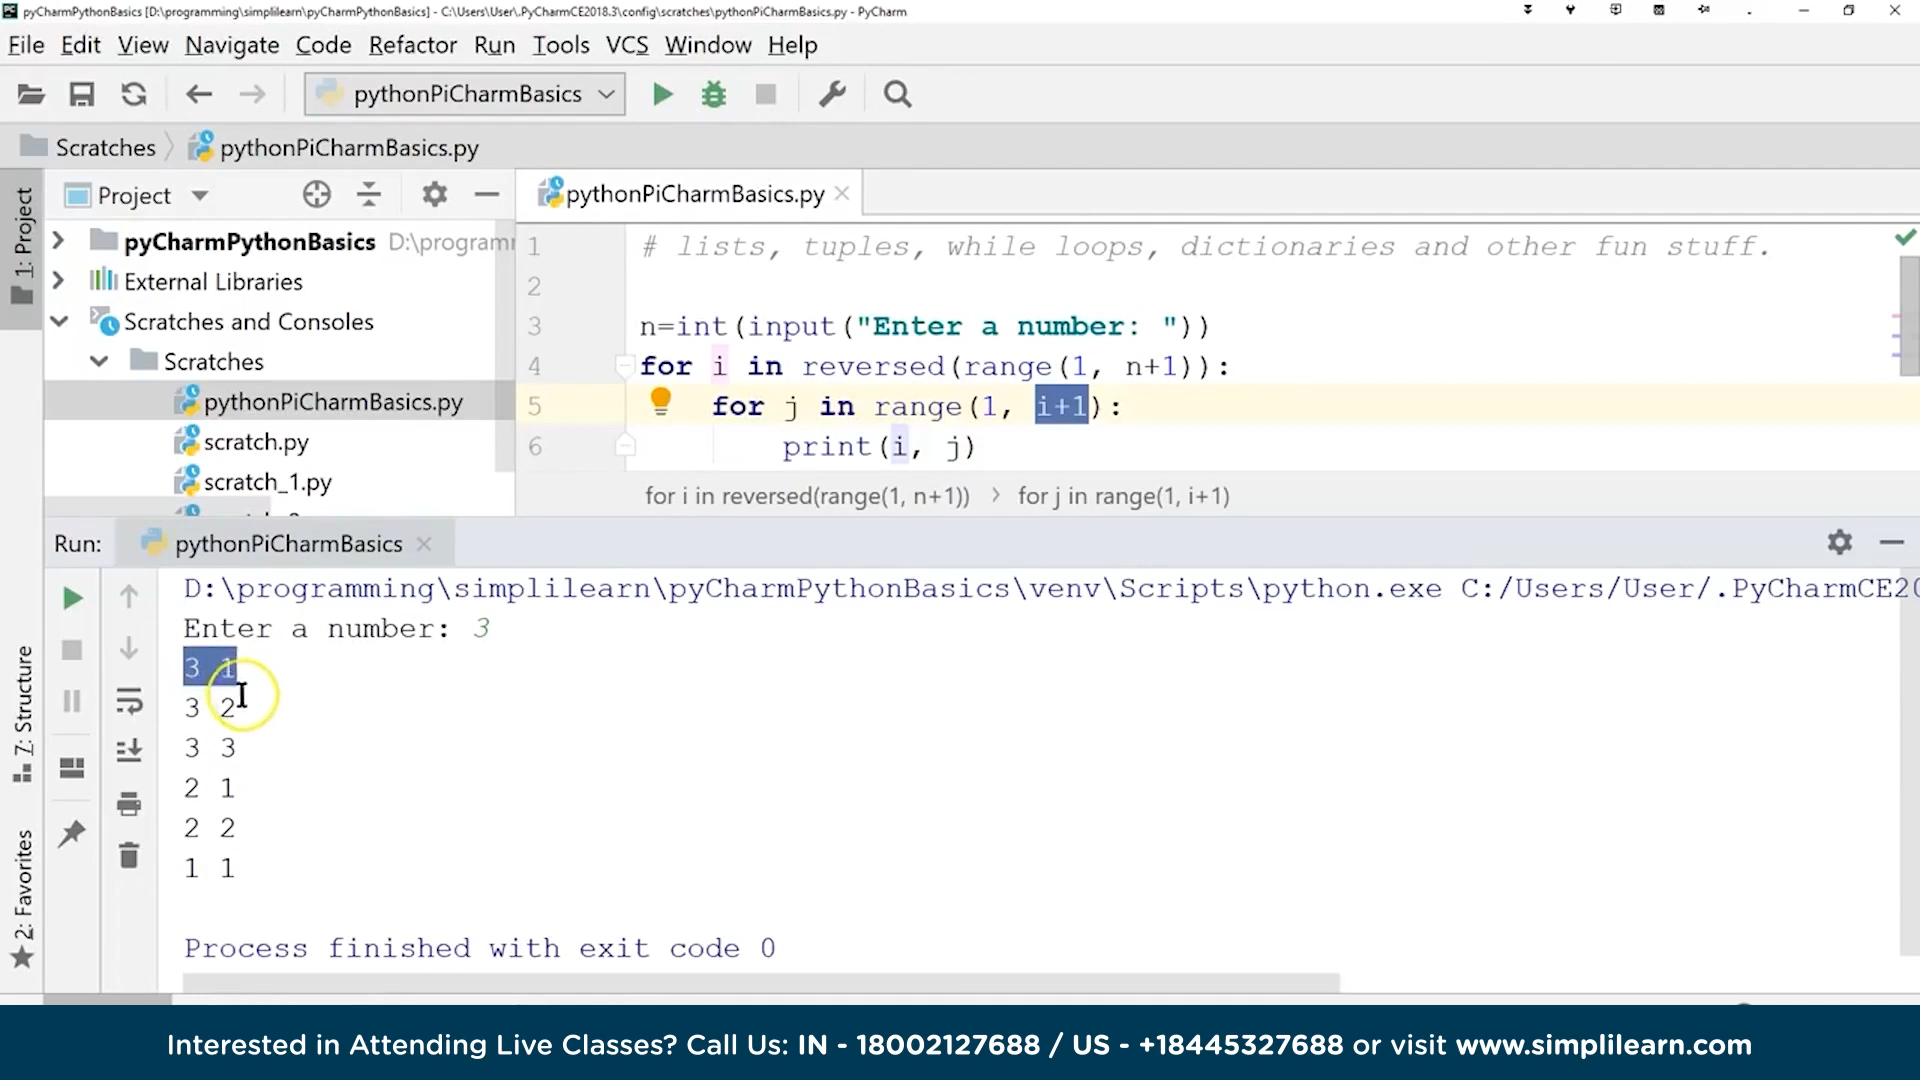 pyCharmPythonBasics [D:\programming\simplilearn\pyCharmPythonBasics] - C:\Users\User\.PyCharmCE2018.3\config\scratches\pythonPiCharmBasics.py - PyCharm
File Edit View Navigate Code Refactor Run Tools VCS Window Help
pythonPiCharmBasics
Scratches pythonPiCharmBasics.py
1: Project
Project
pythonPiCharmBasics.py
pyCharmPythonBasics D:\program
External Libraries
Scratches and Consoles
Scratches
pythonPiCharmBasics.py
scratch.py
scratch_1.py
1 # lists, tuples, while loops, dictionaries and other fun stuff.
2
3 n=int(input("Enter a number: "))
4 for i in reversed(range(1, n+1)):
5 for j in range(1, i+1):
6 print(i, j)
for i in reversed(range(1, n+1)) › for j in range(1, i+1)
Run: pythonPiCharmBasics
7: Structure
2: Favorites
D:\programming\simplilearn\pyCharmPythonBasics\venv\Scripts\python.exe C:/Users/User/.PyCharmCE20
Enter a number: 3
3 1
3 2
3 3
2 1
2 2
1 1
Process finished with exit code 0
Interested in Attending Live Classes? Call Us: IN - 18002127688 / US - +18445327688 or visit www.simplilearn.com